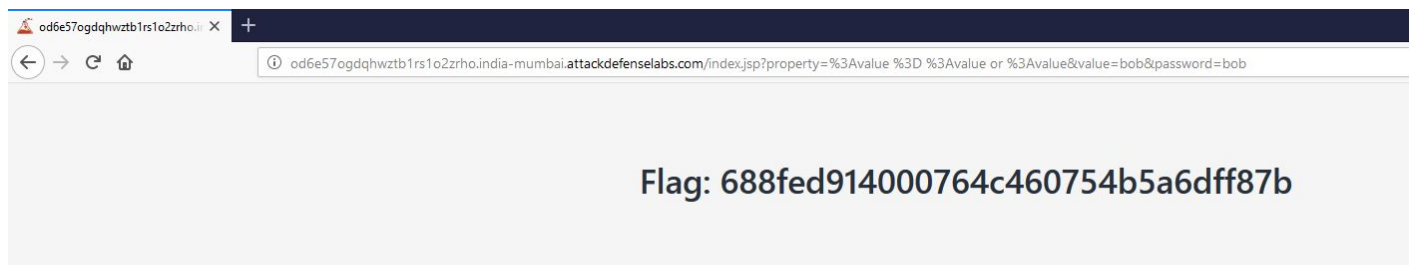 od6e57ogdqhwztb1rs1o2zrho.i
od6e57ogdqhwztb1rs1o2zrho.india-mumbai.attackdefenselabs.com/index.jsp?property=%3Avalue %3D %3Avalue or %3Avalue&value=bob&password=bob
Flag: 688fed914000764c460754b5a6dff87b